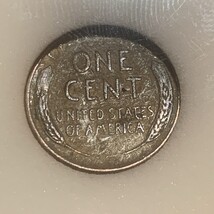 ONE
CENT
UNITED STATES
OF AMERICA